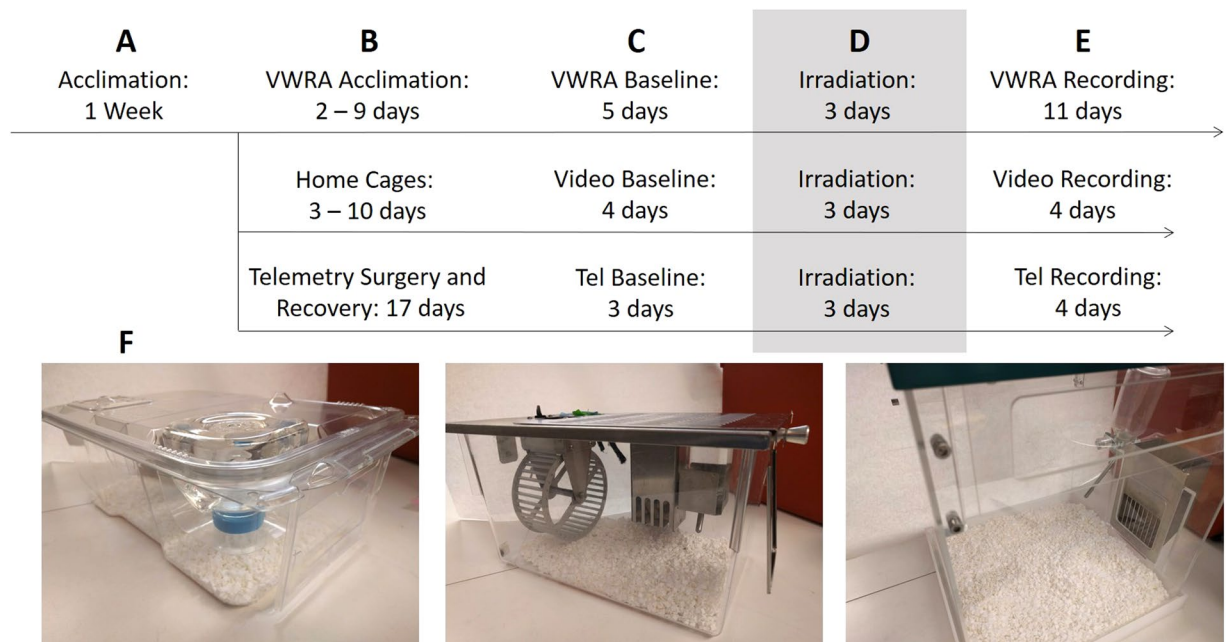 A
B
C
D
E
Acclimation:
1 Week
VWRA Acclimation:
2 – 9 days
VWRA Baseline:
5 days
Irradiation:
3 days
VWRA Recording:
11 days
Home Cages:
3 – 10 days
Video Baseline:
4 days
Irradiation:
3 days
Video Recording:
4 days
Telemetry Surgery and
Recovery: 17 days
Tel Baseline:
3 days
Irradiation:
3 days
Tel Recording:
4 days
F